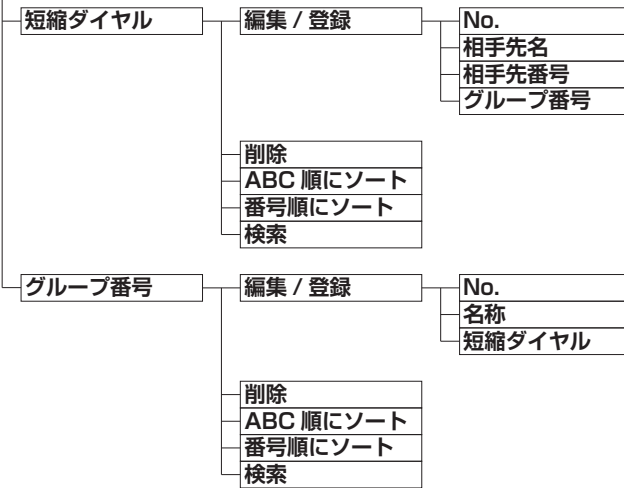 短縮ダイヤル 編集 / 登録 No.
相手先名
相手先番号
グループ番号
削除
ABC 順にソート
番号順にソート
検索
グループ番号 編集 / 登録 No.
名称
短縮ダイヤル
削除
ABC 順にソート
番号順にソート
検索